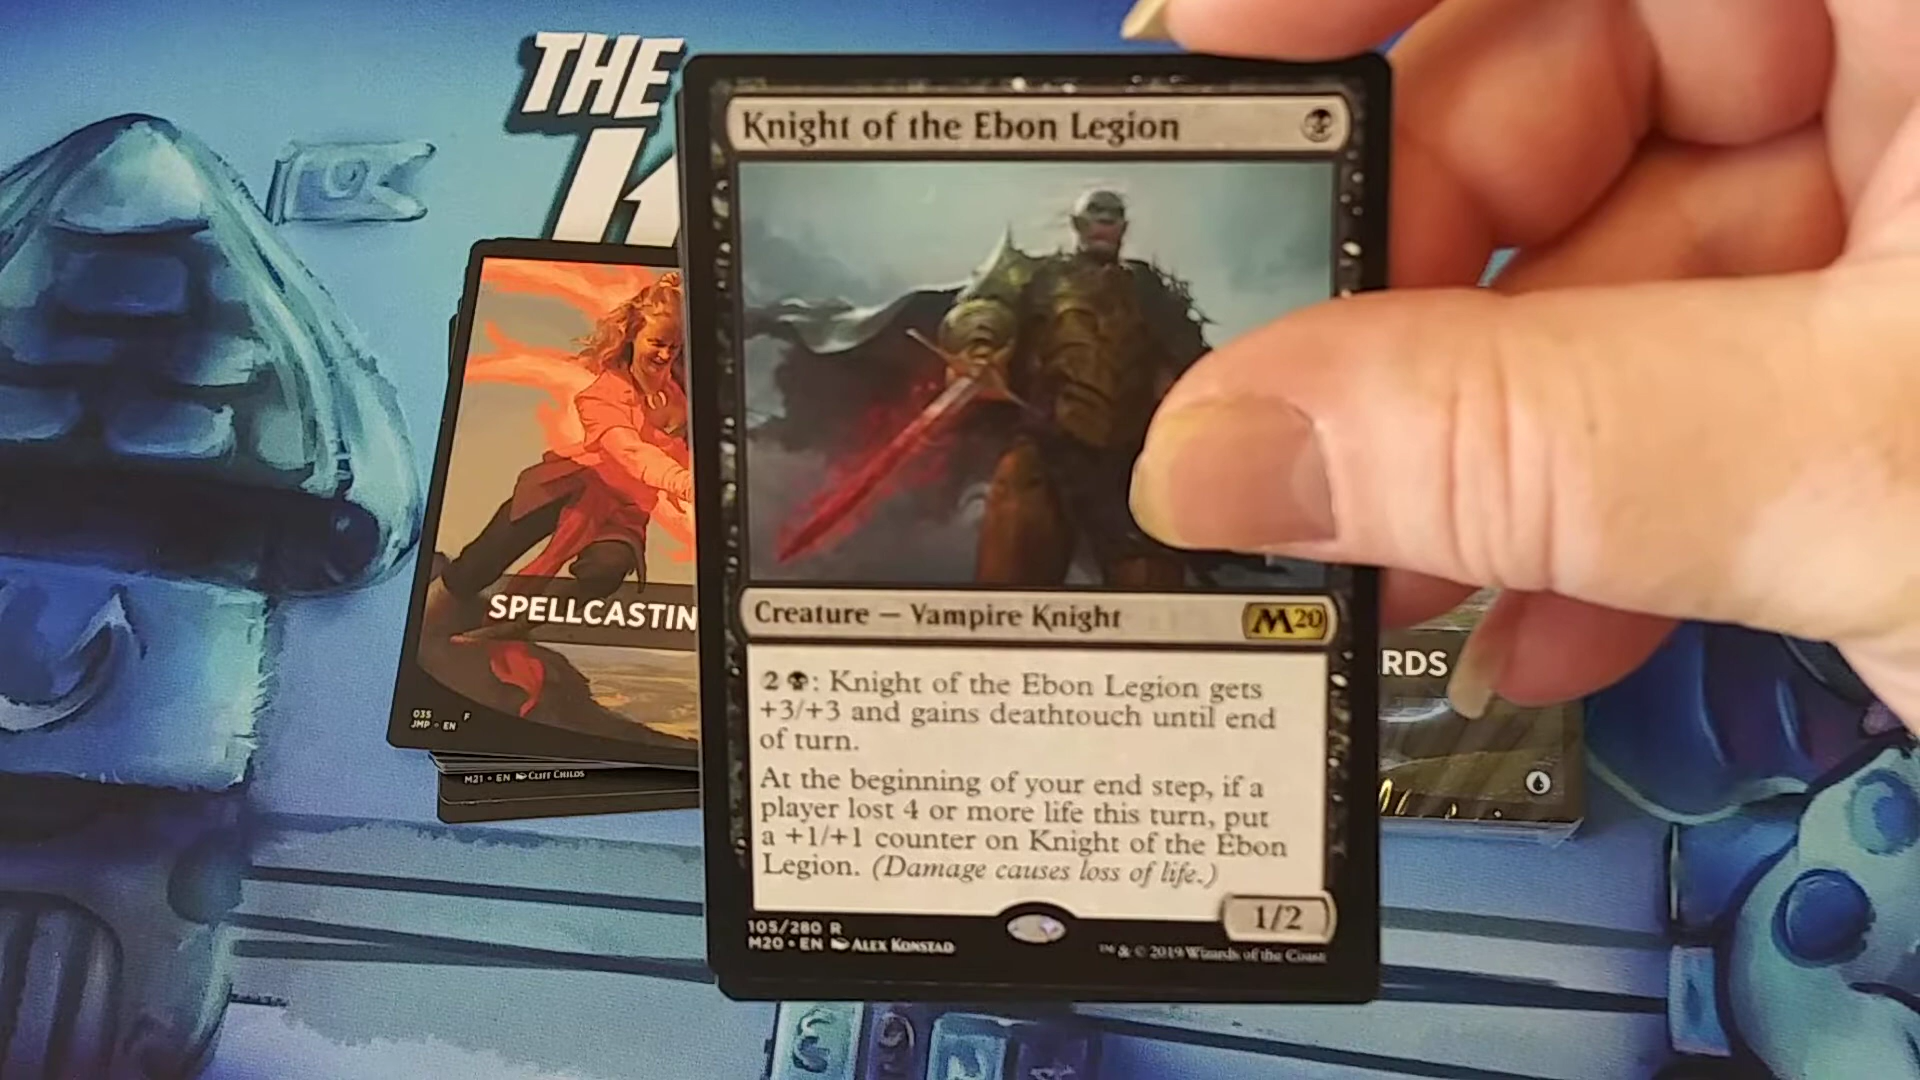 THE
Knight of the Ebon Legion
SPELLCASTIN
035 F
JMP • EN
M21 • EN CLIFF CHILDS
Creature — Vampire Knight
M20
RDS
2 : Knight of the Ebon Legion gets
+3/+3 and gains deathtouch until end
of turn.
At the beginning of your end step, if a
player lost 4 or more life this turn, put
a +1/+1 counter on Knight of the Ebon
Legion. (Damage causes loss of life.)
1/2
105/280 R
M20 • EN ALEX KONSTAD
™ & © 2019 Wizards of the Coast